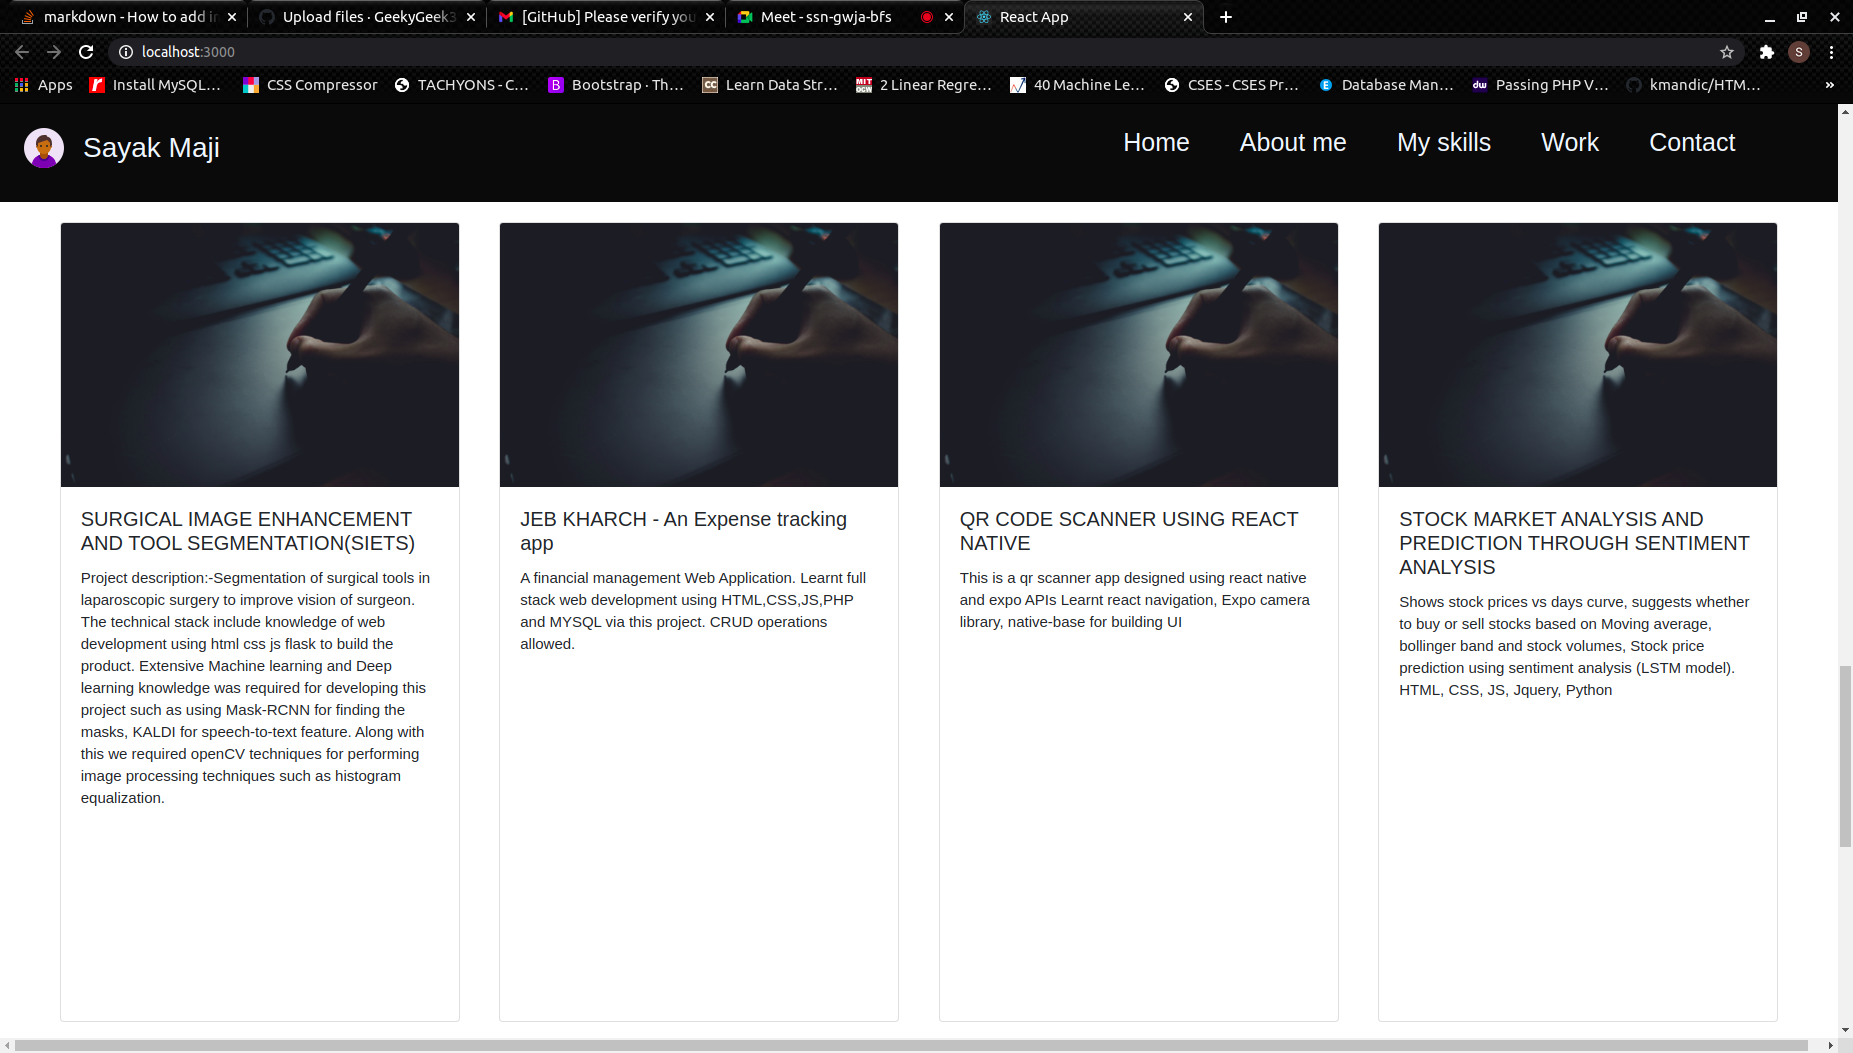 markdown - How to add in
Upload files · GeekyGeek3
[GitHub] Please verify you
Meet - ssn-gwja-bfs
React App
localhost:3000
S
Apps
Install MySQL...
CSS Compressor
TACHYONS - C...
B
Bootstrap · Th...
CC
Learn Data Str...
MIT
OCW
2 Linear Regre...
40 Machine Le...
CSES - CSES Pr...
E
Database Man...
dw
Passing PHP V...
kmandic/HTM...
»
Sayak Maji
Home
About me
My skills
Work
Contact
SURGICAL IMAGE ENHANCEMENT
AND TOOL SEGMENTATION(SIETS)
Project description:-Segmentation of surgical tools in
laparoscopic surgery to improve vision of surgeon.
The technical stack include knowledge of web
development using html css js flask to build the
product. Extensive Machine learning and Deep
learning knowledge was required for developing this
project such as using Mask-RCNN for finding the
masks, KALDI for speech-to-text feature. Along with
this we required openCV techniques for performing
image processing techniques such as histogram
equalization.
JEB KHARCH - An Expense tracking
app
A financial management Web Application. Learnt full
stack web development using HTML,CSS,JS,PHP
and MYSQL via this project. CRUD operations
allowed.
QR CODE SCANNER USING REACT
NATIVE
This is a qr scanner app designed using react native
and expo APIs Learnt react navigation, Expo camera
library, native-base for building UI
STOCK MARKET ANALYSIS AND
PREDICTION THROUGH SENTIMENT
ANALYSIS
Shows stock prices vs days curve, suggests whether
to buy or sell stocks based on Moving average,
bollinger band and stock volumes, Stock price
prediction using sentiment analysis (LSTM model).
HTML, CSS, JS, Jquery, Python